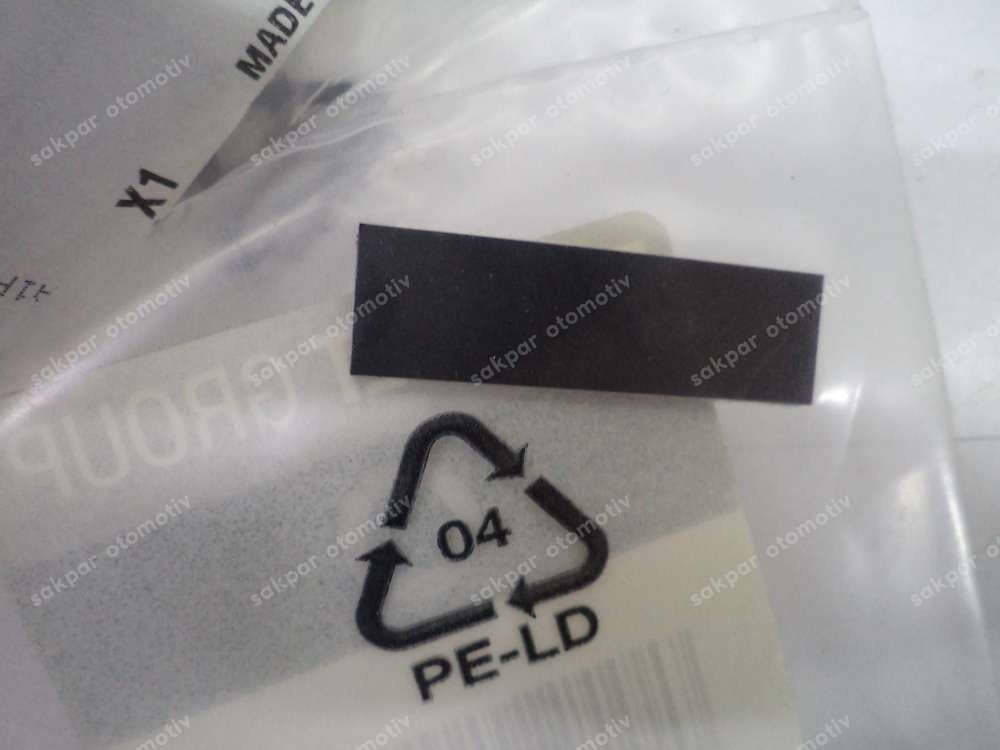 MADE
X1
GROUP
04
PE-LD
sakpar otomotiv